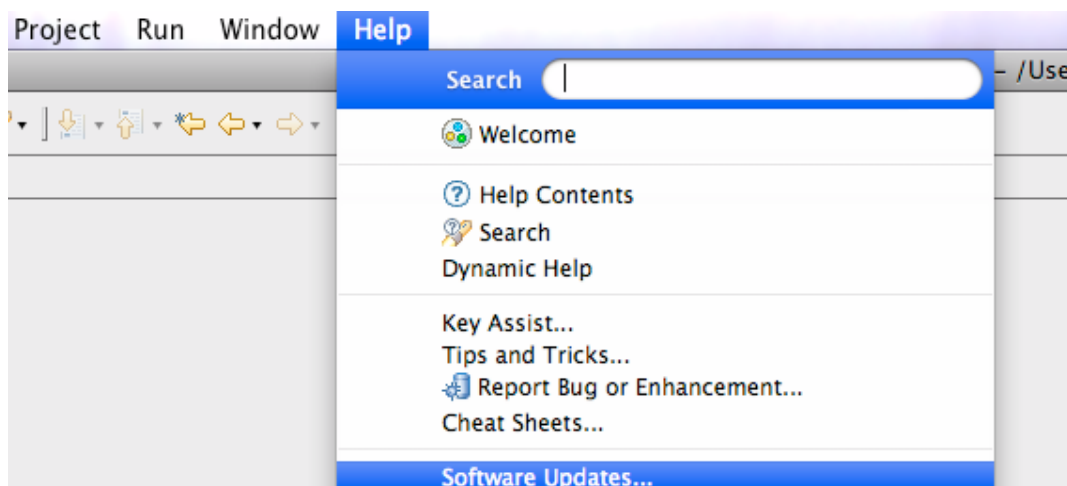 Project Run Window Help
Search
– /Use
Welcome
Help Contents
Search
Dynamic Help
Key Assist...
Tips and Tricks...
Report Bug or Enhancement...
Cheat Sheets...
Software Updates...